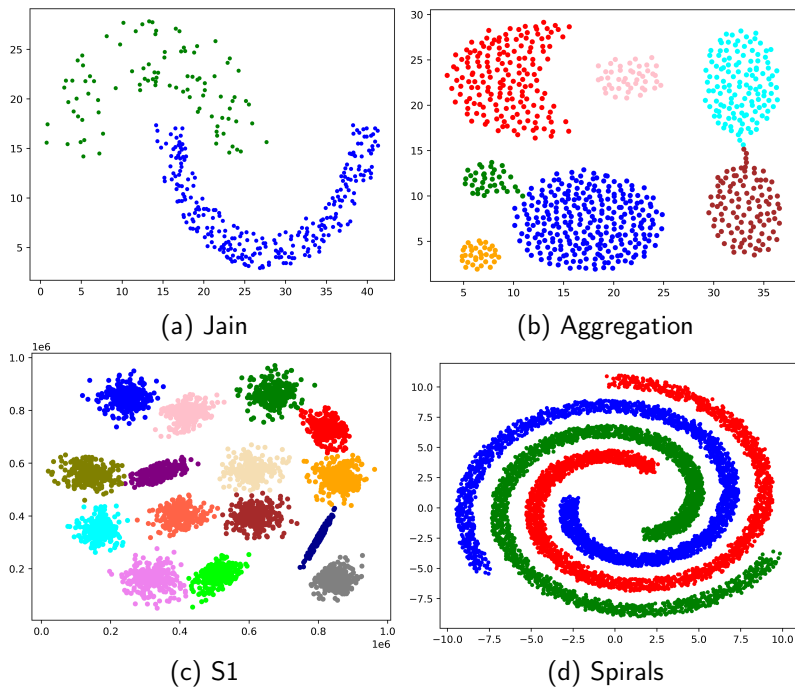 25
20
15
10
5
0 5 10 15 20 25 30 35 40
(a) Jain
30
25
20
15
10
5
5 10 15 20 25 30 35
(b) Aggregation
1e6
1.0
0.8
0.6
0.4
0.2
0.0 0.2 0.4 0.6 0.8 1.0
1e6
(c) S1
10.0
7.5
5.0
2.5
0.0
−2.5
−5.0
−7.5
−10.0 −7.5 −5.0 −2.5 0.0 2.5 5.0 7.5 10.0
(d) Spirals